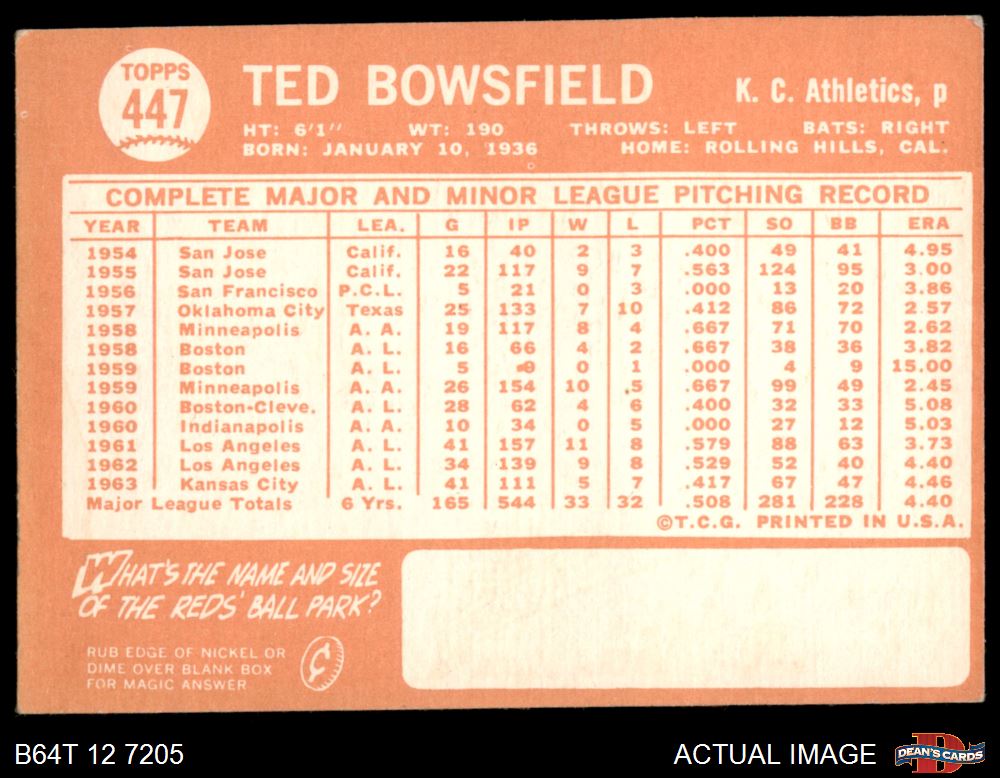 TOPPS
447
TED BOWSFIELD
K. C. Athletics, p
HT: 6'1" WT: 190 THROWS: LEFT BATS: RIGHT
BORN: JANUARY 10, 1936 HOME: ROLLING HILLS, CAL.
COMPLETE MAJOR AND MINOR LEAGUE PITCHING RECORD
YEAR TEAM LEA. G IP W L PCT SO BB ERA
1954 San Jose Calif. 16 40 2 3 .400 49 41 4.95
1955 San Jose Calif. 22 117 9 7 .563 124 95 3.00
1956 San Francisco P.C.L. 5 21 0 3 .000 13 20 3.86
1957 Oklahoma City Texas 25 133 7 10 .412 86 72 2.57
1958 Minneapolis A. A. 19 117 8 4 .667 71 70 2.62
1958 Boston A. L. 16 66 4 2 .667 38 36 3.82
1959 Boston A. L. 5 9 0 1 .000 4 9 15.00
1959 Minneapolis A. A. 26 154 10 5 .667 99 49 2.45
1960 Boston-Cleve. A. L. 28 62 4 6 .400 32 33 5.08
1960 Indianapolis A. A. 10 34 0 5 .000 27 12 5.03
1961 Los Angeles A. L. 41 157 11 8 .579 88 63 3.73
1962 Los Angeles A. L. 34 139 9 8 .529 52 40 4.40
1963 Kansas City A. L. 41 111 5 7 .417 67 47 4.46
Major League Totals 6 Yrs. 165 544 33 32 .508 281 228 4.40
©T.C.G. PRINTED IN U.S.A.
WHAT'S THE NAME AND SIZE
OF THE REDS' BALL PARK?
RUB EDGE OF NICKEL OR
DIME OVER BLANK BOX
FOR MAGIC ANSWER
¢
B64T 12 7205
ACTUAL IMAGE
DEAN'S CARDS